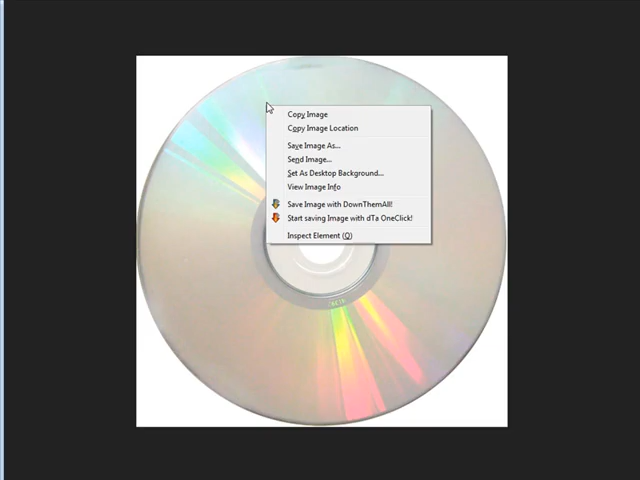 Copy Image
Copy Image Location
Save Image As...
Send Image...
Set As Desktop Background...
View Image Info
Save Image with DownThemAll!
Start saving Image with dTa OneClick!
Inspect Element (Q)